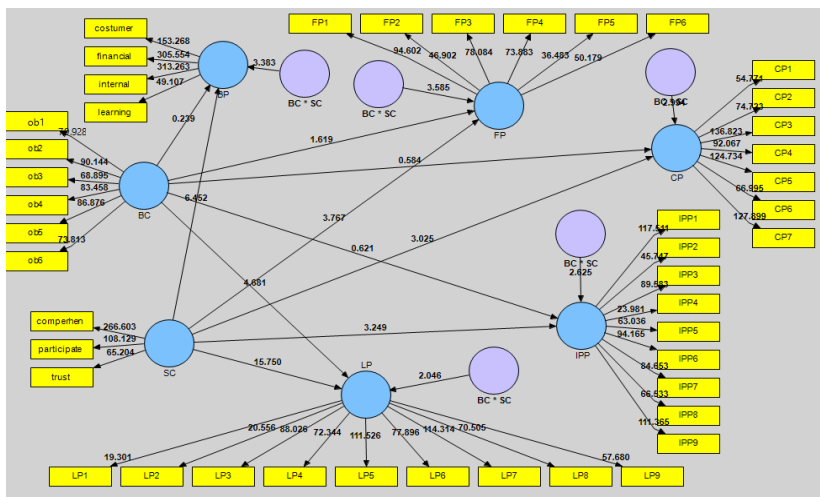 costumer
financial
internal
learning
153.268
305.554
313.263
49.107
BP
3.383
BC * SC
FP1
FP2
FP3
FP4
FP5
FP6
94.602
46.902
78.084
73.883
36.483
50.179
FP
3.585
BC * SC
BC * SC
CP1
CP2
CP3
CP4
CP5
CP6
CP7
54.771
74.723
136.823
92.067
124.734
66.995
127.899
CP
ob1
ob2
ob3
ob4
ob5
ob6
90.144
68.895
83.458
86.876
73.813
BC
0.239
1.619
0.584
6.452
3.767
3.025
0.621
4.681
3.249
15.750
comperhen
participate
trust
266.603
108.129
65.204
SC
BC * SC
2.625
IPP
IPP1
IPP2
IPP3
IPP4
IPP5
IPP6
IPP7
IPP8
IPP9
117.511
45.747
89.583
23.981
63.036
94.165
84.653
66.533
111.365
LP
2.046
BC * SC
19.301
20.556
88.026
72.344
111.526
77.896
114.314
70.505
57.680
LP1
LP2
LP3
LP4
LP5
LP6
LP7
LP8
LP9